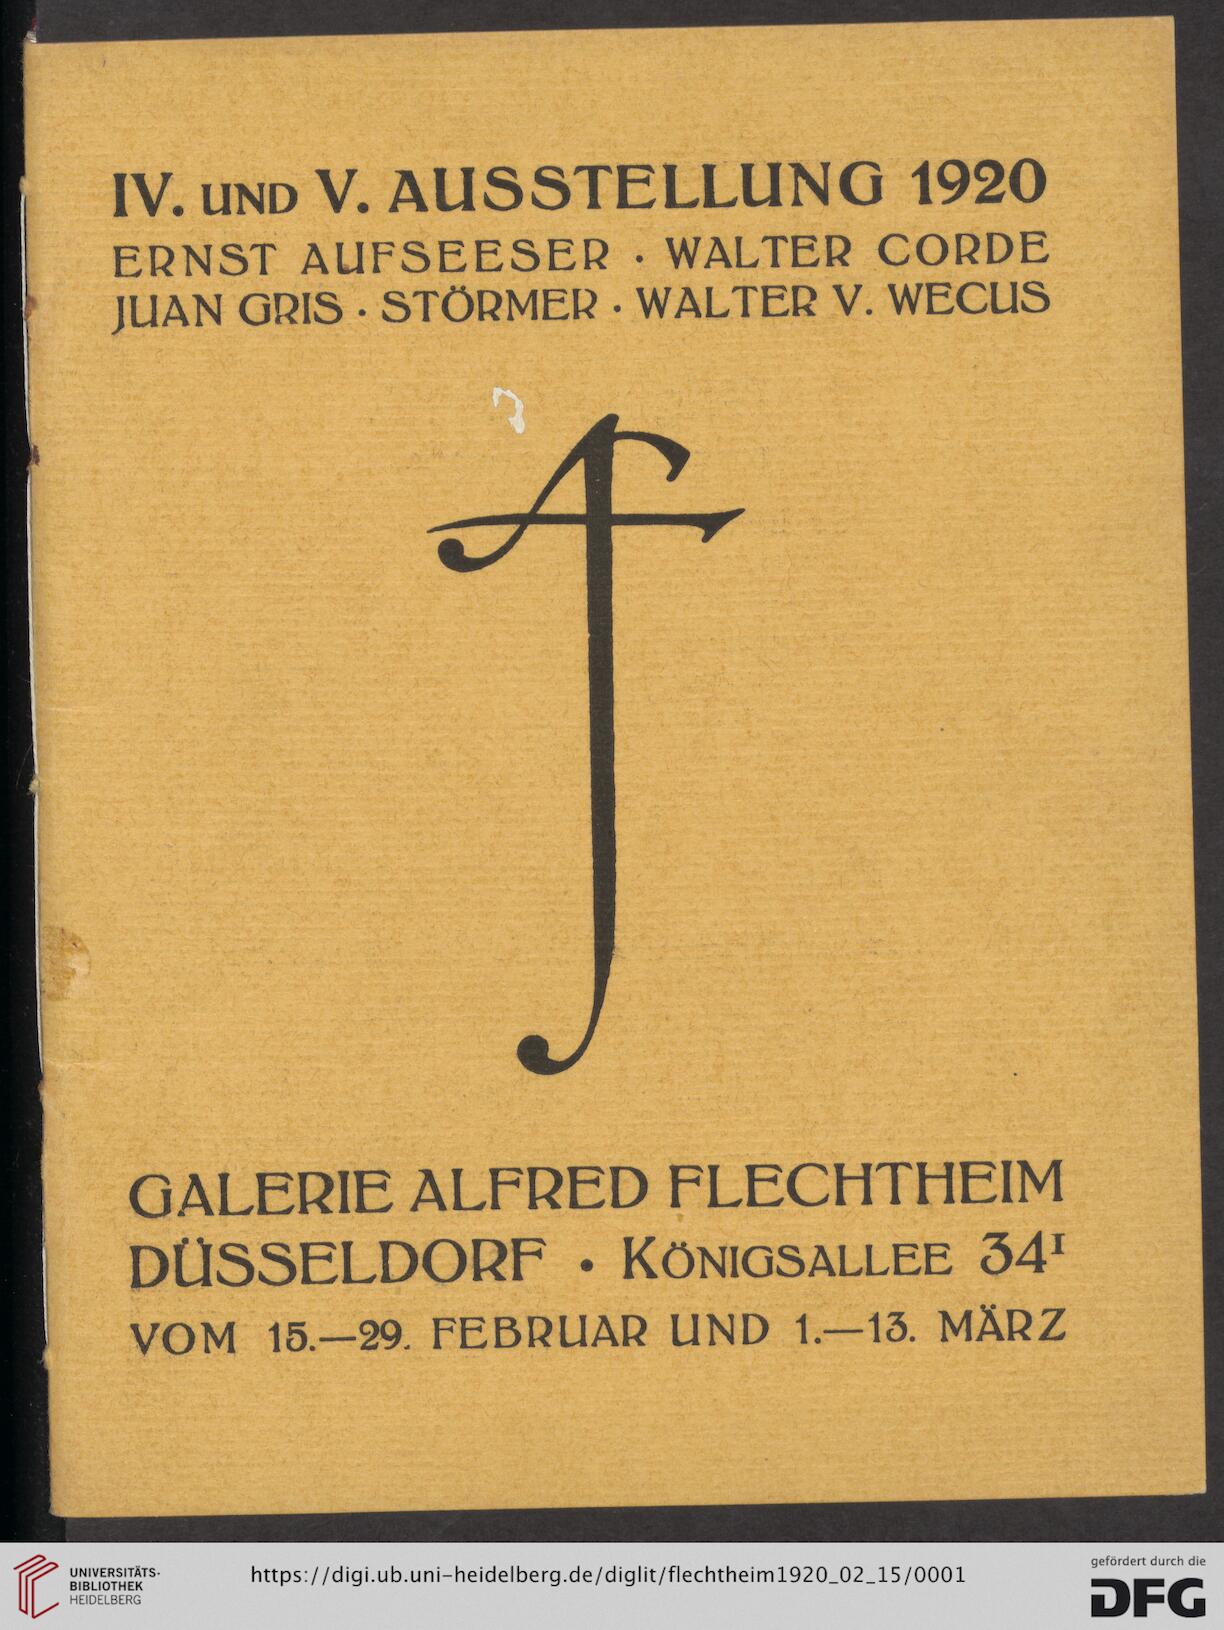 IV. UND V. AUSSTELLUNG 1920
ERNST AUFSEESER · WALTER CORDE
JUAN GRIS · STÖRMER · WALTER V. WECUS
AF
GALERIE ALFRED FLECHTHEIM
DÜSSELDORF · KÖNIGSALLEE 34ᴵ
VOM 15.—29. FEBRUAR UND 1.—13. MÄRZ
UNIVERSITÄTS-
BIBLIOTHEK
HEIDELBERG
https://digi.ub.uni-heidelberg.de/diglit/flechtheim1920_02_15/0001
gefördert durch die
DFG